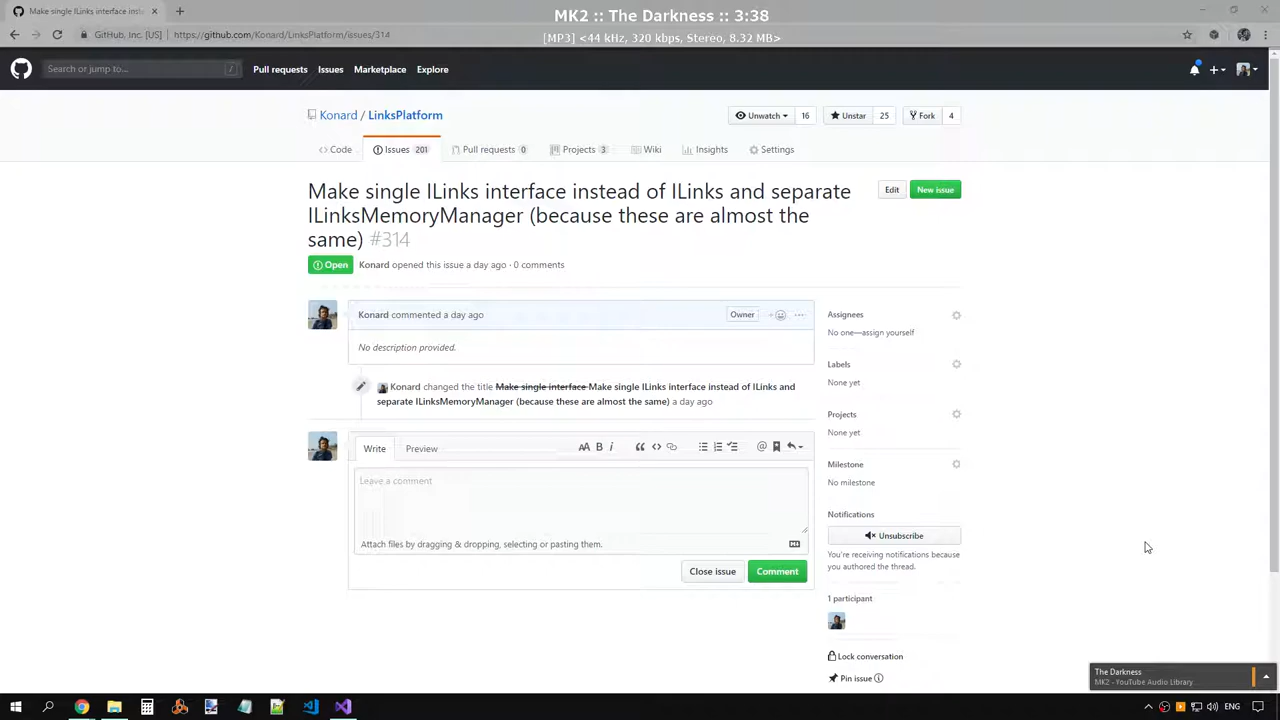 Make single ILinks interface inste
MK2 :: The Darkness :: 3:38
GitHub, Inc. [US] https://github.com/Konard/LinksPlatform/issues/314
[MP3] <44 kHz, 320 kbps, Stereo, 8.32 MB>
Search or jump to... /
Pull requests Issues Marketplace Explore
Konard / LinksPlatform
Unwatch 16 Unstar 25 Fork 4
Code Issues 201 Pull requests 0 Projects 3 Wiki Insights Settings
Make single ILinks interface instead of ILinks and separate
ILinksMemoryManager (because these are almost the
same) #314
Edit New issue
Open Konard opened this issue a day ago · 0 comments
Konard commented a day ago
Owner
No description provided.
Konard changed the title Make single interface Make single ILinks interface instead of ILinks and
separate ILinksMemoryManager (because these are almost the same) a day ago
Write Preview
AA B i
Leave a comment
Attach files by dragging & dropping, selecting or pasting them.
Close issue Comment
Assignees
No one—assign yourself
Labels
None yet
Projects
None yet
Milestone
No milestone
Notifications
Unsubscribe
You're receiving notifications because
you authored the thread.
1 participant
Lock conversation
Pin issue
The Darkness
MK2 - YouTube Audio Library
ENG